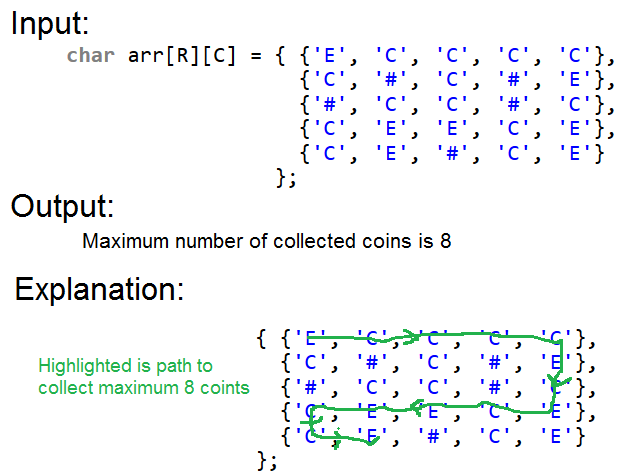 Input:
char arr[R][C] = { {'E', 'C', 'C', 'C', 'C'},
{'C', '#', 'C', '#', 'E'},
{'#', 'C', 'C', '#', 'C'},
{'C', 'E', 'E', 'C', 'E'},
{'C', 'E', '#', 'C', 'E'}
};
Output:
Maximum number of collected coins is 8
Explanation:
{ {'E', 'C', 'C', 'C', 'C'},
Highlighted is path to
collect maximum 8 coints
{'C', '#', 'C', '#', 'E'},
{'#', 'C', 'C', '#', 'C'},
{'C', 'E', 'E', 'C', 'E'},
{'C', 'E', '#', 'C', 'E'}
};